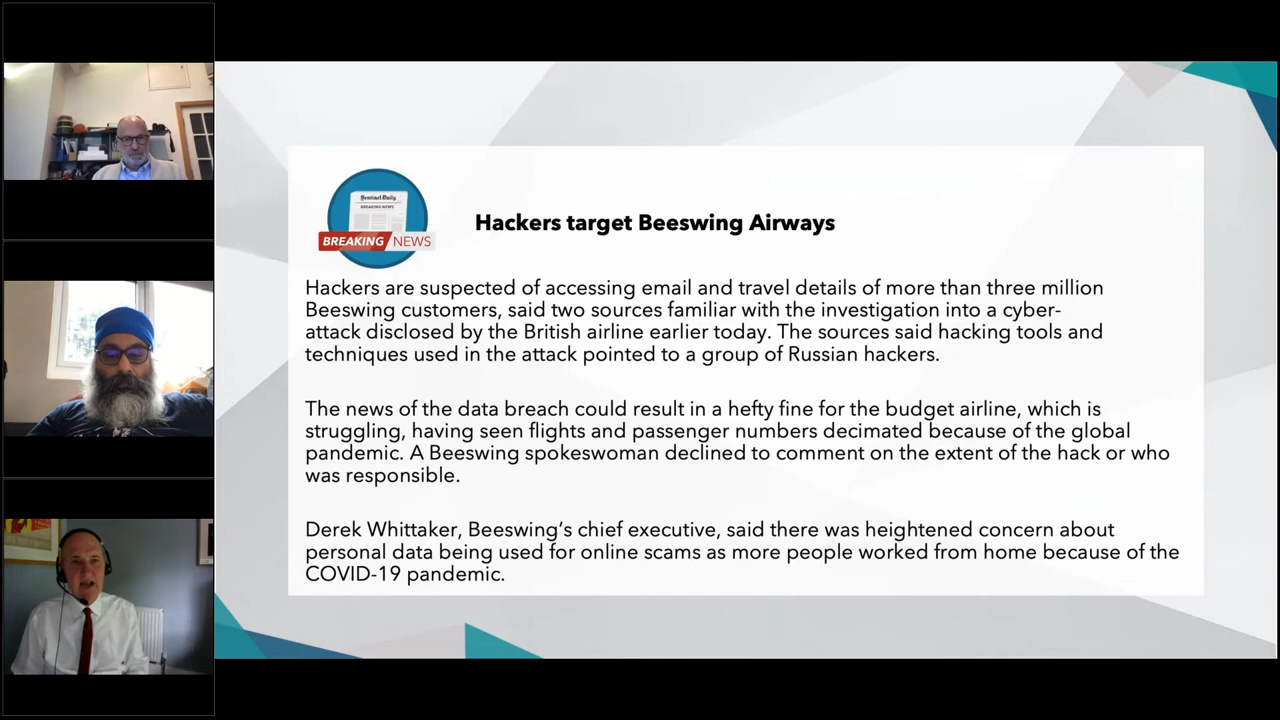 Sentinel Daily
BREAKING NEWS
BREAKING NEWS
Hackers target Beeswing Airways
Hackers are suspected of accessing email and travel details of more than three million
Beeswing customers, said two sources familiar with the investigation into a cyber-
attack disclosed by the British airline earlier today. The sources said hacking tools and
techniques used in the attack pointed to a group of Russian hackers.
The news of the data breach could result in a hefty fine for the budget airline, which is
struggling, having seen flights and passenger numbers decimated because of the global
pandemic. A Beeswing spokeswoman declined to comment on the extent of the hack or who
was responsible.
Derek Whittaker, Beeswing’s chief executive, said there was heightened concern about
personal data being used for online scams as more people worked from home because of the
COVID-19 pandemic.